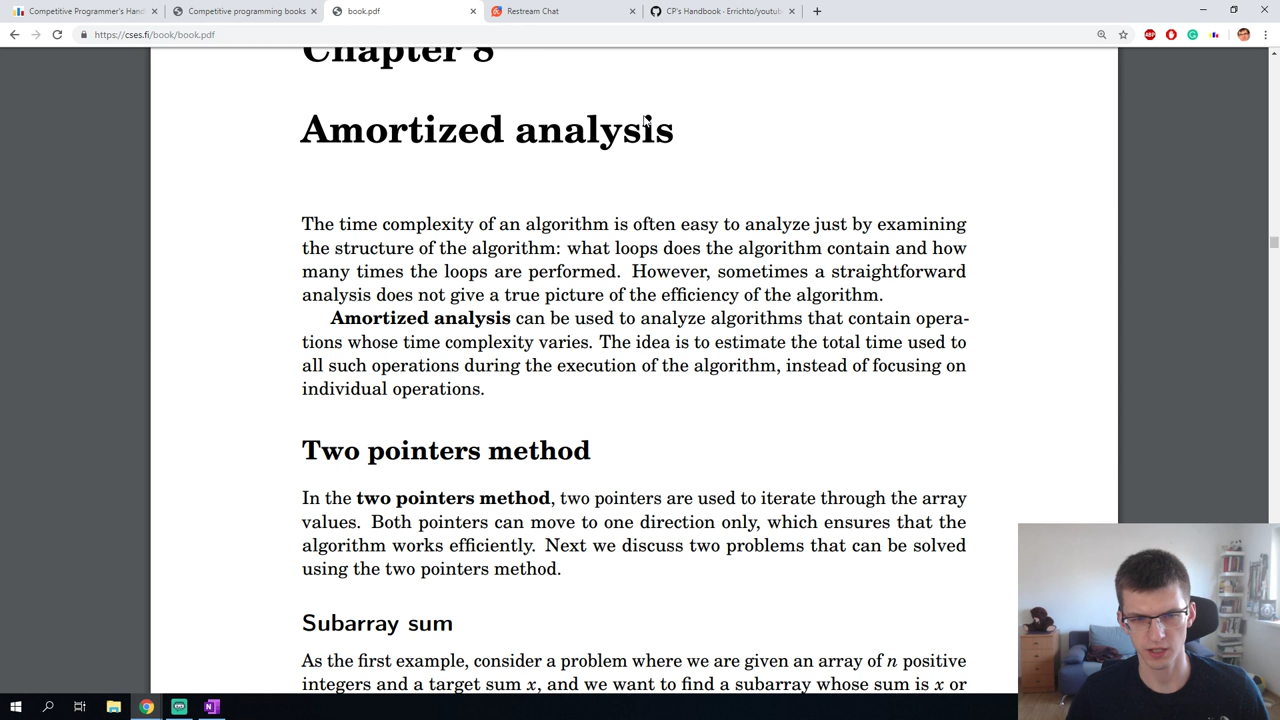 Competitive Programmer's Hand
Competitive programming books
book.pdf
Restream Chat
CP's Handbook - Errichto/youtub
https://cses.fi/book/book.pdf
ABP
Chapter 8
Amortized analysis
The time complexity of an algorithm is often easy to analyze just by examining
the structure of the algorithm: what loops does the algorithm contain and how
many times the loops are performed. However, sometimes a straightforward
analysis does not give a true picture of the efficiency of the algorithm.
Amortized analysis can be used to analyze algorithms that contain opera-
tions whose time complexity varies. The idea is to estimate the total time used to
all such operations during the execution of the algorithm, instead of focusing on
individual operations.
Two pointers method
In the two pointers method, two pointers are used to iterate through the array
values. Both pointers can move to one direction only, which ensures that the
algorithm works efficiently. Next we discuss two problems that can be solved
using the two pointers method.
Subarray sum
As the first example, consider a problem where we are given an array of n positive
integers and a target sum x, and we want to find a subarray whose sum is x or